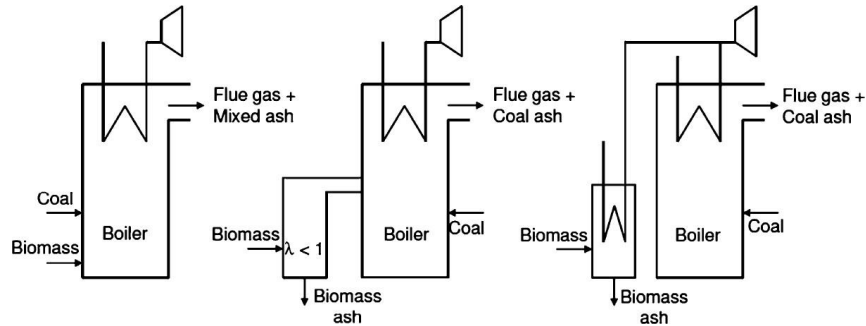 Flue gas +
Mixed ash
Coal
Biomass
Boiler
Flue gas +
Coal ash
Biomass
λ < 1
Boiler
Coal
Biomass
ash
Flue gas +
Coal ash
Biomass
Boiler
Coal
Biomass
ash